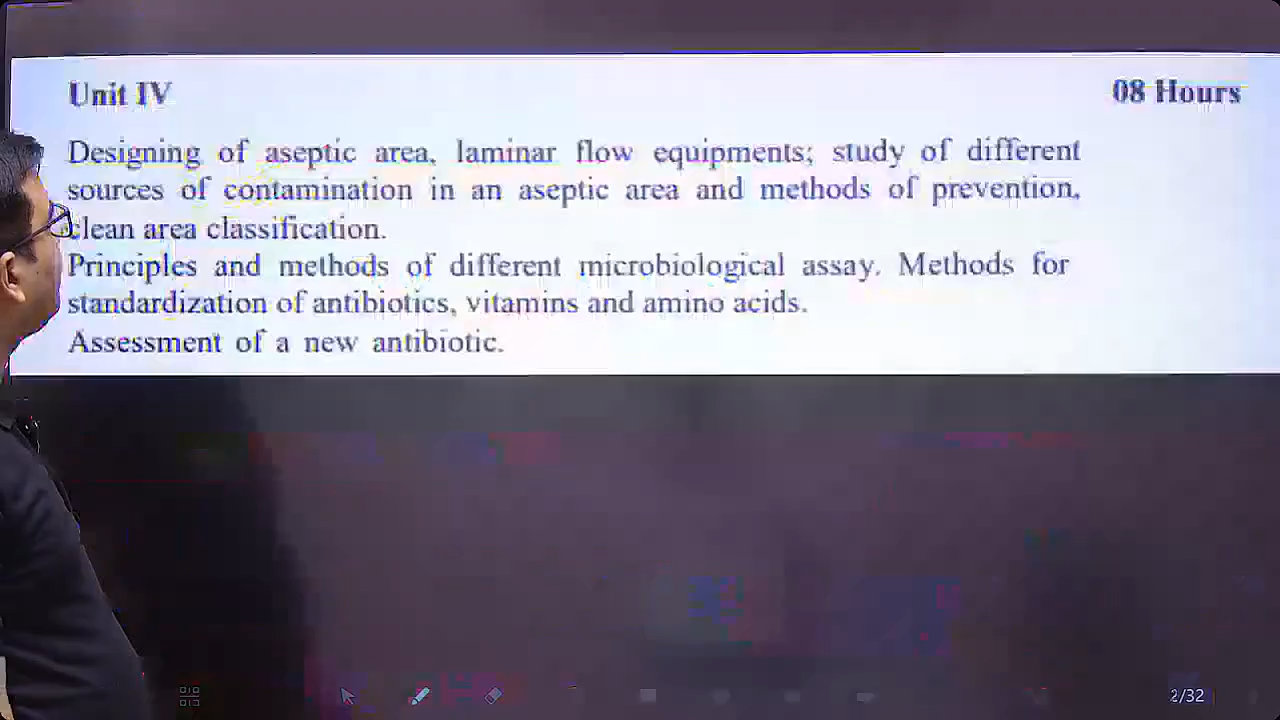 Unit IV 08 Hours
Designing of aseptic area, laminar flow equipments; study of different
sources of contamination in an aseptic area and methods of prevention,
clean area classification.
Principles and methods of different microbiological assay. Methods for
standardization of antibiotics, vitamins and amino acids.
Assessment of a new antibiotic.
2/32